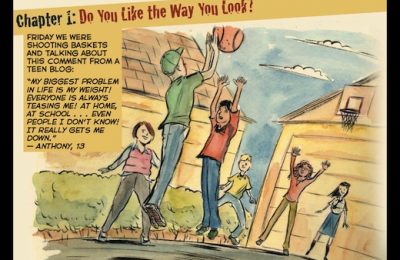 Chapter 1: Do You Like the Way You Look?
FRIDAY WE WERE
SHOOTING BASKETS
AND TALKING ABOUT
THIS COMMENT FROM A
TEEN BLOG:
"MY BIGGEST PROBLEM
IN LIFE IS MY WEIGHT!
EVERYONE IS ALWAYS
TEASING ME! AT HOME,
AT SCHOOL . . . EVEN
PEOPLE I DON'T KNOW!
IT REALLY GETS ME
DOWN."
— ANTHONY, 13